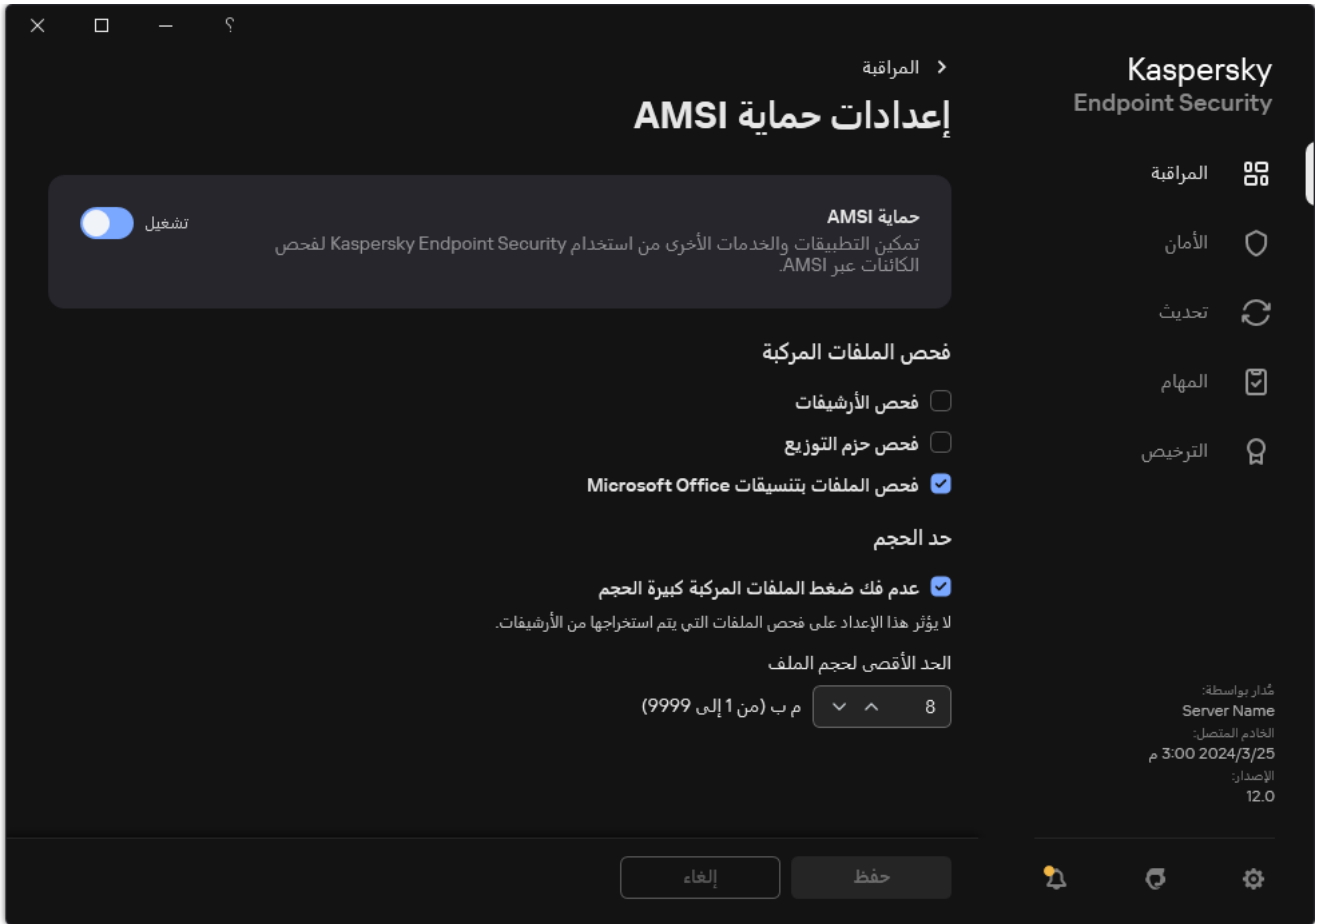 ؟
Kaspersky
Endpoint Security
المراقبة
الأمان
تحديث
المهام
الترخيص
مُدار بواسطة:
Server Name
الخادم المتصل:
2024/3/25 3:00 م
الإصدار:
12.0
المراقبة
إعدادات حماية AMSI
حماية AMSI
تشغيل
تمكين التطبيقات والخدمات الأخرى من استخدام Kaspersky Endpoint Security لفحص
الكائنات عبر AMSI.
فحص الملفات المركبة
فحص الأرشيفات
فحص حزم التوزيع
فحص الملفات بتنسيقات Microsoft Office
حد الحجم
عدم فك ضغط الملفات المركبة كبيرة الحجم
لا يؤثر هذا الإعداد على فحص الملفات التي يتم استخراجها من الأرشيفات.
الحد الأقصى لحجم الملف
8 م ب (من 1 إلى 9999)
حفظ
إلغاء